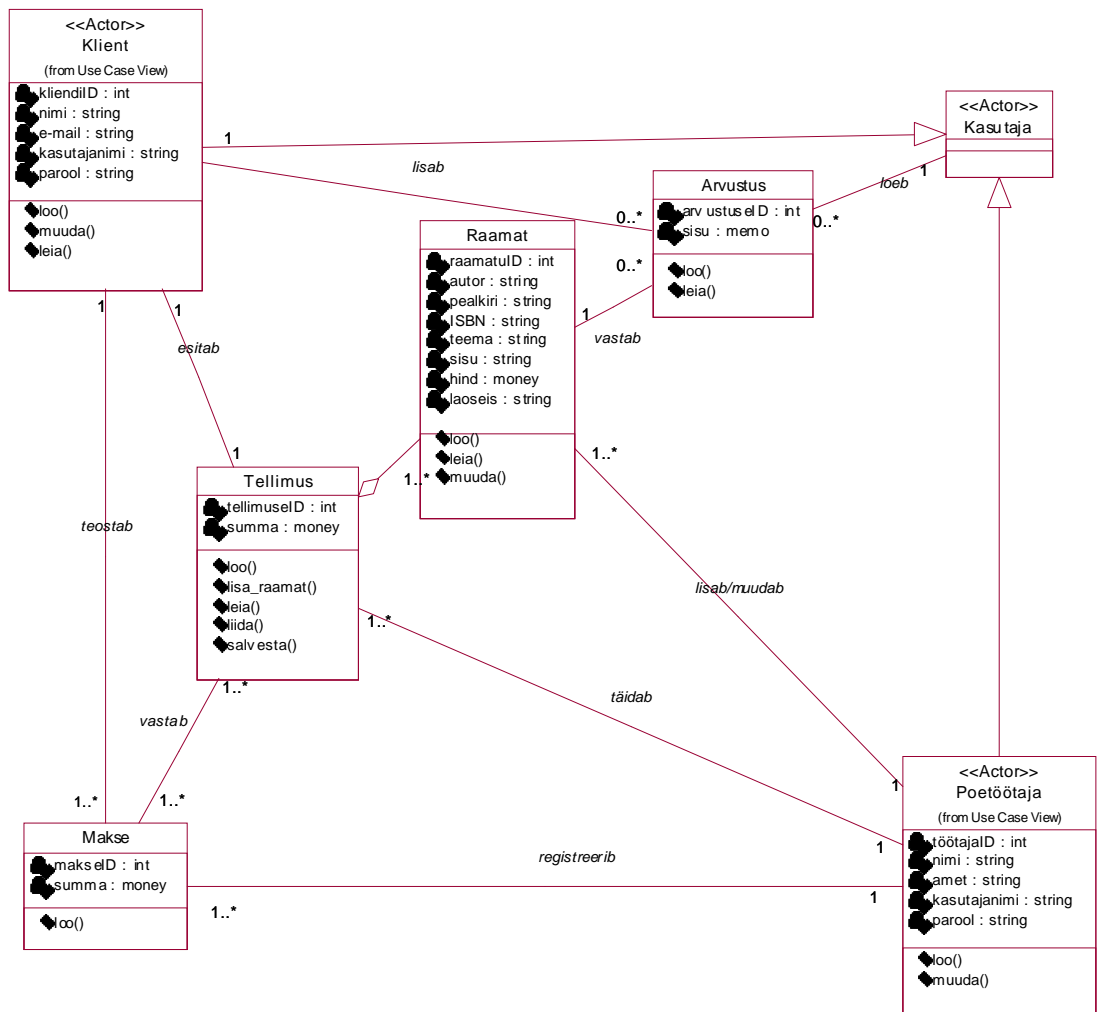 <<Actor>>
Klient
(from Use Case View)
kliendiID : int
nimi : string
e-mail : string
kasutajanimi : string
parool : string
loo()
muuda()
leia()
<<Actor>>
Kasutaja
1
lisab
0..*
loeb
1
0..*
Arvustus
arvustuseID : int
sisu : memo
loo()
leia()
Raamat
raamatuID : int
autor : string
pealkiri : string
ISBN : string
teema : string
sisu : string
hind : money
laoseis : string
loo()
leia()
muuda()
0..*
1
vastab
1
1
esitab
1
1..*
1..*
Tellimus
tellimuseID : int
summa : money
loo()
lisa_raamat()
leia()
liida()
salvesta()
teostab
lisab/muudab
1..*
1..*
vastab
täidab
1..*
1..*
1
1
Makse
makseID : int
summa : money
loo()
registreerib
1..*
1
<<Actor>>
Poetöötaja
(from Use Case View)
töötajaID : int
nimi : string
amet : string
kasutajanimi : string
parool : string
loo()
muuda()